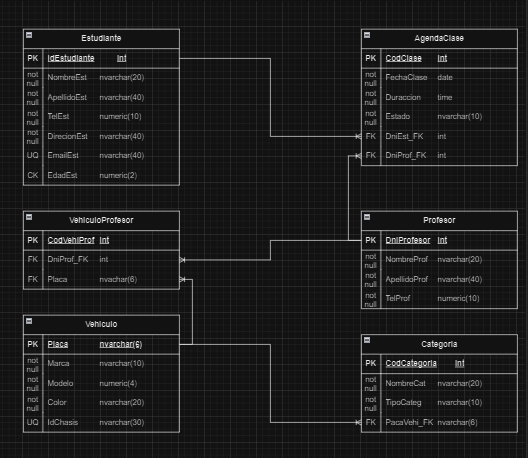 Estudiante
PK IdEstudiante Int
not null NombreEst nvarchar(20)
not null ApellidoEst nvarchar(40)
not null TelEst numeric(10)
not null DirecionEst nvarchar(40)
UQ EmailEst nvarchar(40)
CK EdadEst numeric(2)
AgendaClase
PK CodClase Int
not null FechaClase date
not null Duraccion time
not null Estado nvarchar(10)
FK DniEst_FK int
FK DniProf_FK int
VehiculoProfesor
PK CodVehiProf Int
FK DniProf_FK int
FK Placa nvachar(6)
Profesor
PK DniProfesor Int
not null NombreProf nvarchar(20)
not null ApellidoProf nvarchar(40)
not null TelProf numeric(10)
Vehiculo
PK Placa nvarchar(6)
not null Marca nvarchar(10)
not null Modelo numeric(4)
not null Color nvarchar(20)
UQ IdChasis nvarchar(30)
Categoria
PK CodCategoria Int
not null NombreCat nvarchar(20)
not null TipoCateg nvarchar(10)
FK PacaVehi_FK nvarchar(6)